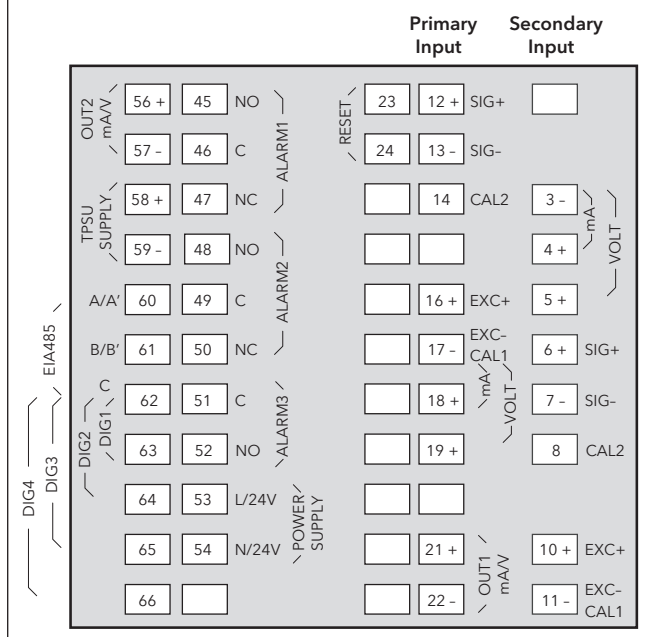 Primary Input Secondary Input
OUT2 mA/V
56 + 45 NO
57 - 46 C
ALARM1
RESET
23 12 + SIG+
24 13 - SIG–
TPSU SUPPLY
58 + 47 NC
14 CAL2
3 -
mA
VOLT
59 - 48 NO
4 +
ALARM2
EIA485
A/A' 60 49 C
16 + EXC+
5 +
B/B' 61 50 NC
17 - EXC– CAL1
6 + SIG+
C
DIG4
DIG3
DIG2
DIG1
62 51 C
ALARM3
18 +
mA
VOLT
7 - SIG–
63 52 NO
19 +
8 CAL2
64 53 L/24V
POWER SUPPLY
65 54 N/24V
21 +
OUT1 mA/V
10 + EXC+
66
22 -
11 - EXC– CAL1